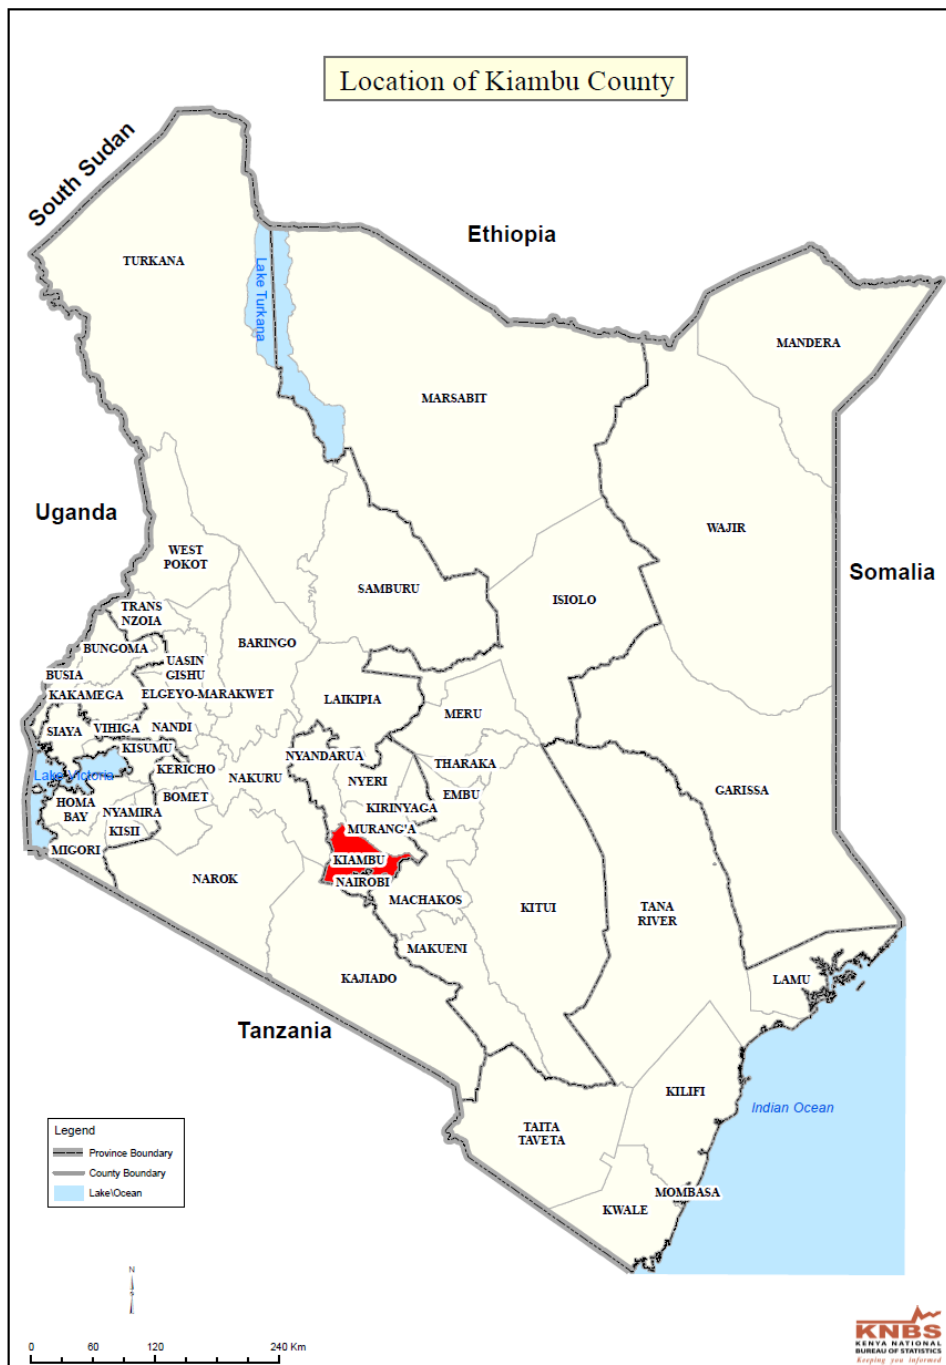 Location of Kiambu County
South Sudan
Ethiopia
TURKANA
Lake Turkana
MANDERA
MARSABIT
Uganda
WAJIR
WEST
POKOT
Somalia
SAMBURU
ISIOLO
TRANS
NZOIA
BUNGOMA
BARINGO
UASIN
GISHU
BUSIA
KAKAMEGA
ELGEYO-MARAKWET
LAIKIPIA
MERU
SIAYA
VIHIGA
NANDI
KISUMU
NYANDARUA
THARAKA
KERICHO
Lake Victoria
NAKURU
NYERI
EMBU
GARISSA
BOMET
HOMA
BAY
NYAMIRA
KIRINYAGA
KISII
MURANG'A
MIGORI
KIAMBU
NAROK
NAIROBI
MACHAKOS
KITUI
TANA
RIVER
MAKUENI
KAJIADO
LAMU
Tanzania
KILIFI
Indian Ocean
TAITA
TAVETA
MOMBASA
KWALE
Legend
Province Boundary
County Boundary
Lake\Ocean
N
S
0 60 120 240 Km
KNBS
KENYA NATIONAL
BUREAU OF STATISTICS
Keeping you informed